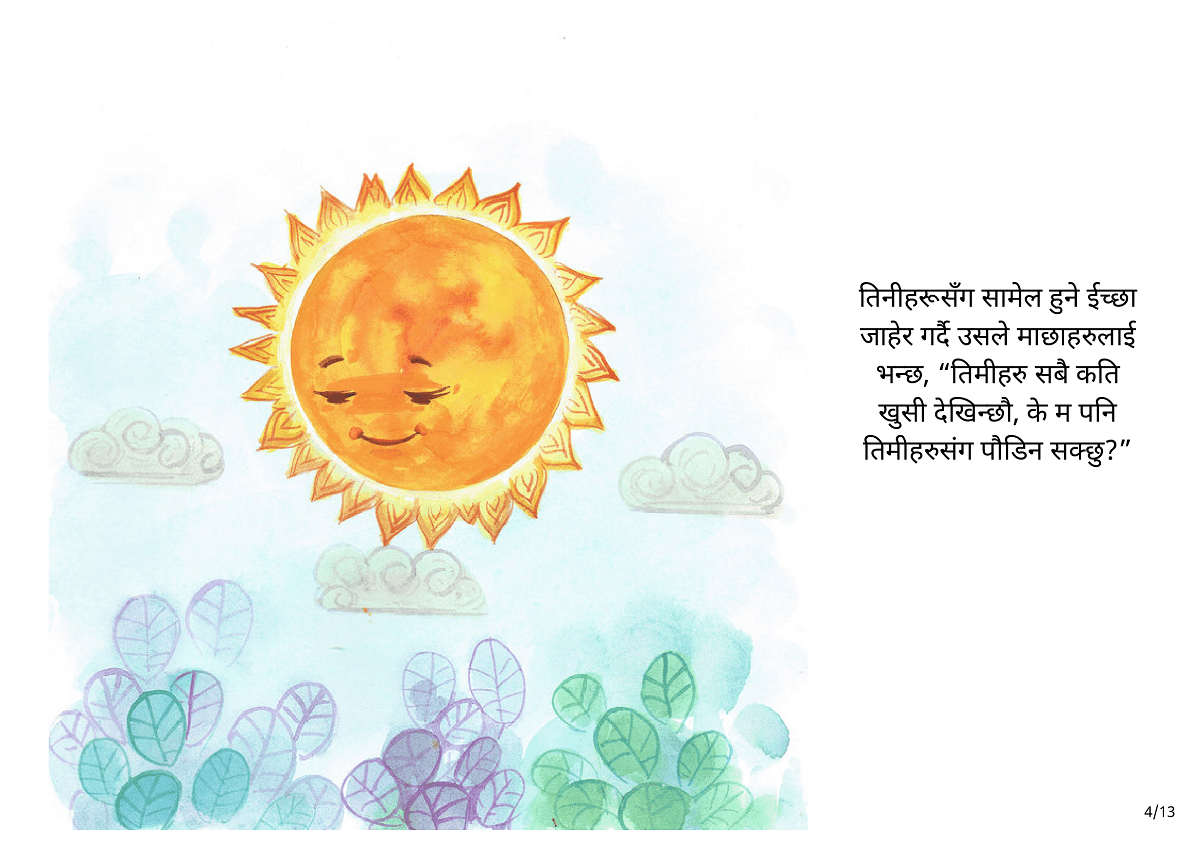 तिनीहरूसँग सामेल हुने ईच्छा
जाहेर गर्दै उसले माछाहरुलाई
भन्छ, “तिमीहरु सबै कति
खुसी देखिन्छौ, के म पनि
तिमीहरुसंग पौडिन सक्छु?”
4/13